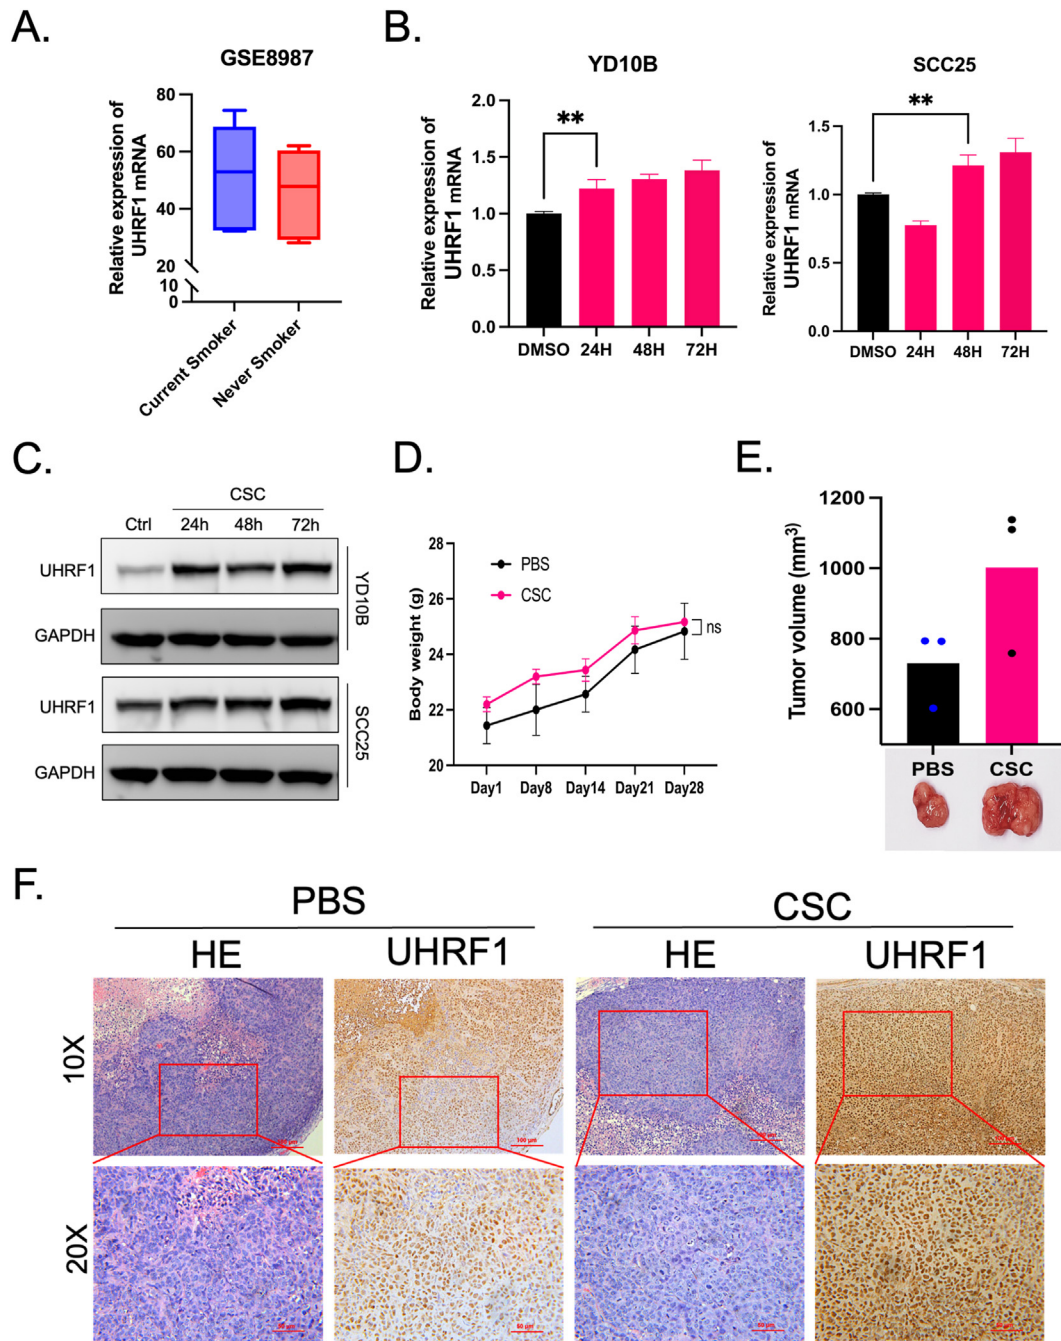 A.
GSE8987
Relative expression of
UHRF1 mRNA
80
60
40
20
10
0
Current Smoker
Never Smoker
B.
YD10B
Relative expression of
UHRF1 mRNA
2.0
1.5
1.0
0.5
0.0
**
DMSO 24H 48H 72H
SCC25
Relative expression of
UHRF1 mRNA
1.5
1.0
0.5
0.0
**
DMSO 24H 48H 72H
C.
CSC
Ctrl 24h 48h 72h
UHRF1
GAPDH
YD10B
UHRF1
GAPDH
SCC25
D.
Body weight (g)
28
26
24
22
20
PBS
CSC
ns
Day1 Day8 Day14 Day21 Day28
E.
Tumor volume (mm³)
1200
1000
800
600
PBS CSC
F.
PBS CSC
HE UHRF1 HE UHRF1
10X
100 μm
20X
50 μm